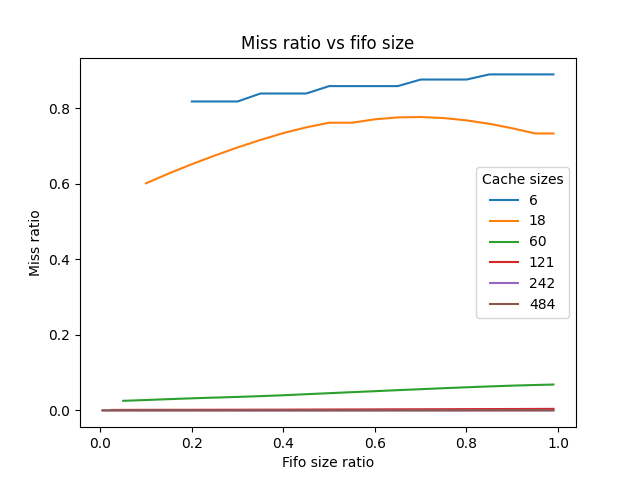 Miss ratio vs fifo size
Miss ratio
0.8
0.6
0.4
0.2
0.0
Cache sizes
6
18
60
121
242
484
0.0 0.2 0.4 0.6 0.8 1.0
Fifo size ratio